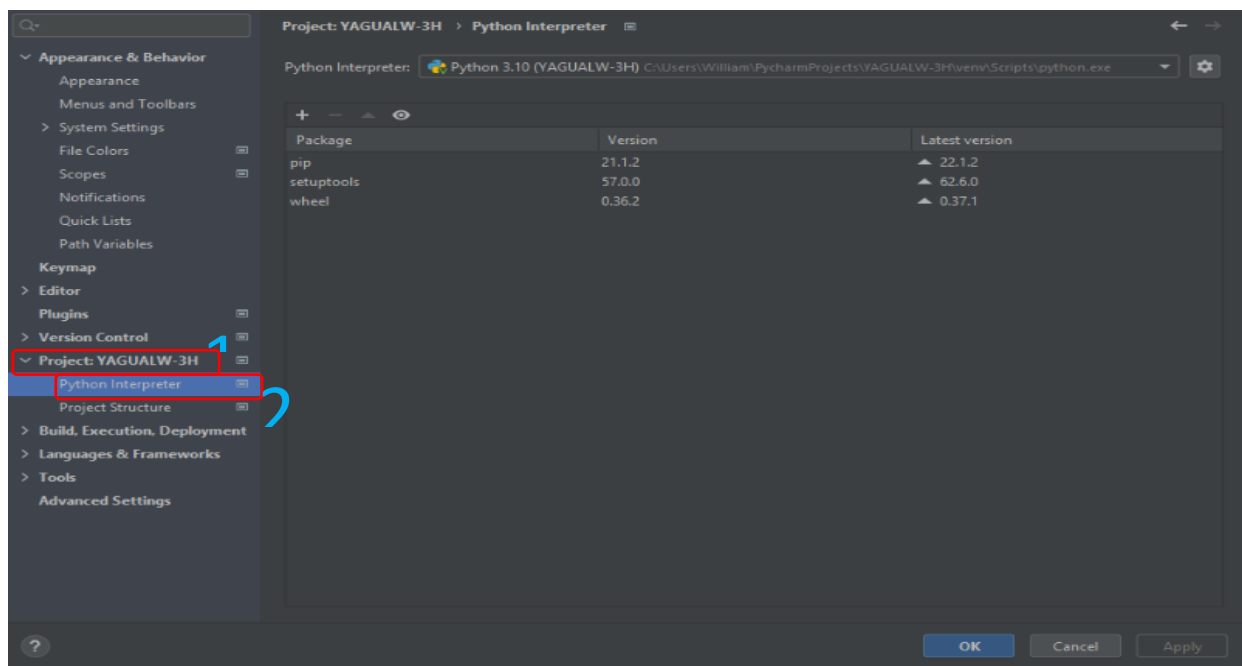 Appearance & Behavior
Appearance
Menus and Toolbars
System Settings
File Colors
Scopes
Notifications
Quick Lists
Path Variables
Keymap
Editor
Plugins
Version Control
1
Project: YAGUALW-3H
Python Interpreter
2
Project Structure
Build, Execution, Deployment
Languages & Frameworks
Tools
Advanced Settings
Project: YAGUALW-3H > Python Interpreter
Python Interpreter: Python 3.10 (YAGUALW-3H) C:\Users\William\PycharmProjects\YAGUALW-3H\venv\Scripts\python.exe
Package Version Latest version
pip 21.1.2 22.1.2
setuptools 57.0.0 62.6.0
wheel 0.36.2 0.37.1
? OK Cancel Apply